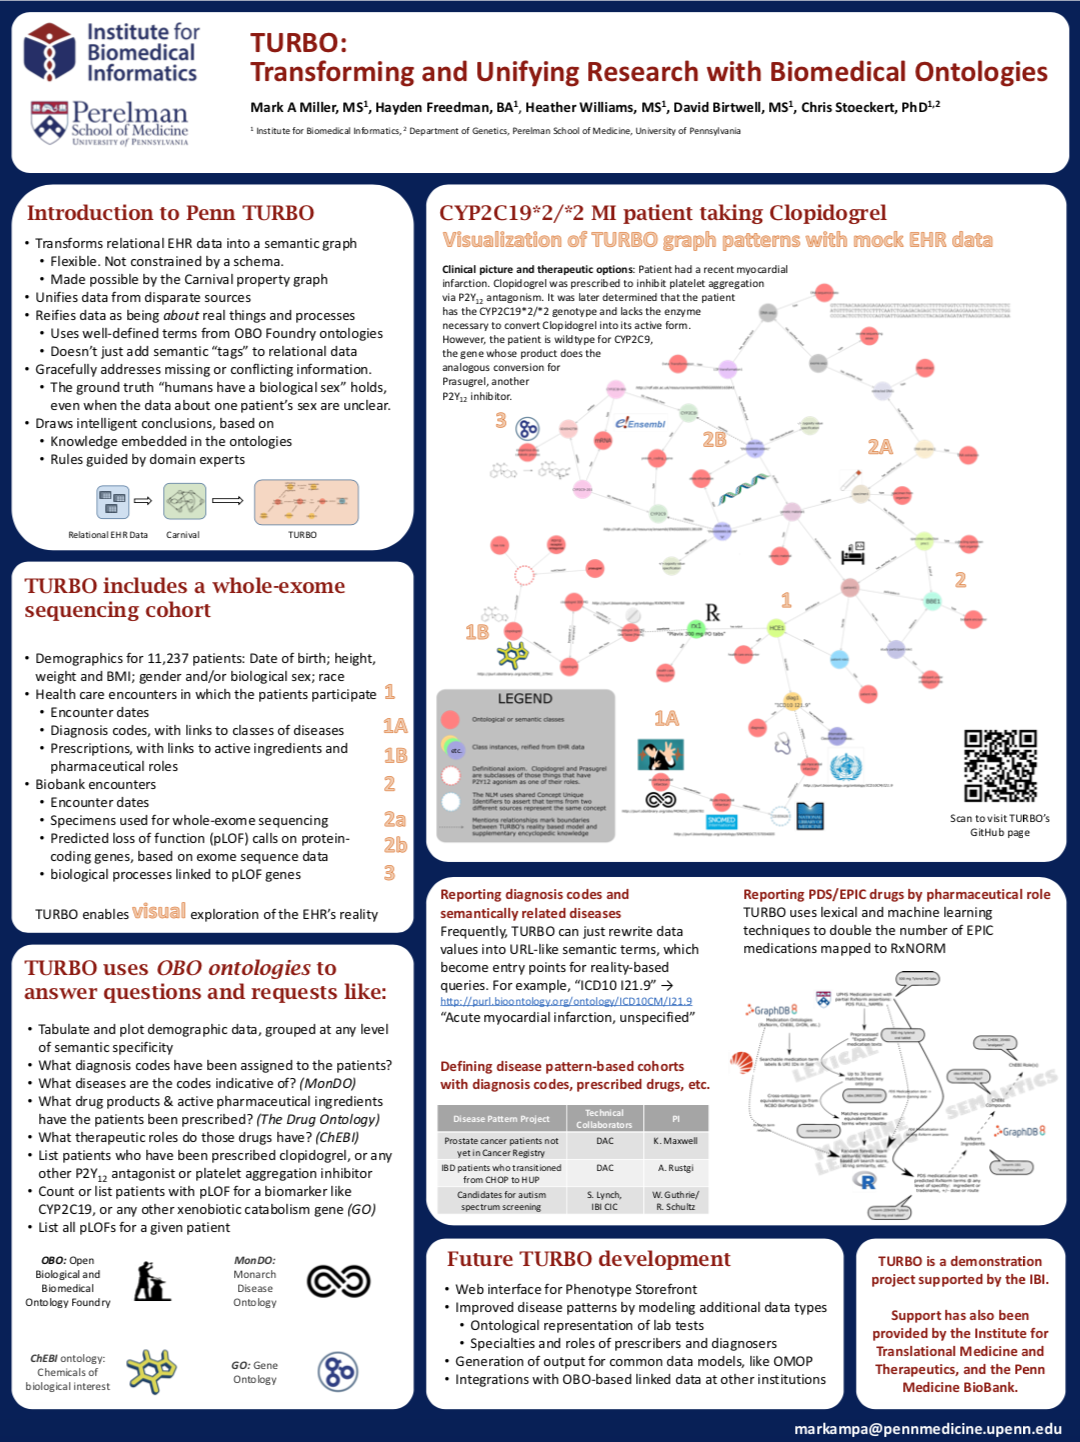 Institute for
Biomedical
Informatics
Perelman
School of Medicine
UNIVERSITY of PENNSYLVANIA
TURBO:
Transforming and Unifying Research with Biomedical Ontologies
Mark A Miller, MS1, Hayden Freedman, BA1, Heather Williams, MS1, David Birtwell, MS1, Chris Stoeckert, PhD1,2
1 Institute for Biomedical Informatics, 2 Department of Genetics, Perelman School of Medicine, University of Pennsylvania
Introduction to Penn TURBO
• Transforms relational EHR data into a semantic graph
• Flexible. Not constrained by a schema.
• Made possible by the Carnival property graph
• Unifies data from disparate sources
• Reifies data as being about real things and processes
• Uses well-defined terms from OBO Foundry ontologies
• Doesn't just add semantic “tags” to relational data
• Gracefully addresses missing or conflicting information.
• The ground truth “humans have a biological sex” holds,
even when the data about one patient's sex are unclear.
• Draws intelligent conclusions, based on
• Knowledge embedded in the ontologies
• Rules guided by domain experts
Relational EHR Data
Carnival
TURBO
TURBO includes a whole-exome
sequencing cohort
• Demographics for 11,237 patients: Date of birth; height,
weight and BMI; gender and/or biological sex; race
• Health care encounters in which the patients participate 1
• Encounter dates
• Diagnosis codes, with links to classes of diseases 1A
• Prescriptions, with links to active ingredients and 1B
pharmaceutical roles
• Biobank encounters 2
• Encounter dates
• Specimens used for whole-exome sequencing 2a
• Predicted loss of function (pLOF) calls on protein- 2b
coding genes, based on exome sequence data
• biological processes linked to pLOF genes 3
TURBO enables visual exploration of the EHR's reality
TURBO uses OBO ontologies to
answer questions and requests like:
• Tabulate and plot demographic data, grouped at any level
of semantic specificity
• What diagnosis codes have been assigned to the patients?
• What diseases are the codes indicative of? (MonDO)
• What drug products & active pharmaceutical ingredients
have the patients been prescribed? (The Drug Ontology)
• What therapeutic roles do those drugs have? (ChEBI)
• List patients who have been prescribed clopidogrel, or any
other P2Y12 antagonist or platelet aggregation inhibitor
• Count or list patients with pLOF for a biomarker like
CYP2C19, or any other xenobiotic catabolism gene (GO)
• List all pLOFs for a given patient
OBO: Open
Biological and
Biomedical
Ontology Foundry
MonDO:
Monarch
Disease
Ontology
ChEBI ontology:
Chemicals of
biological interest
GO: Gene
Ontology
CYP2C19*2/*2 MI patient taking Clopidogrel
Visualization of TURBO graph patterns with mock EHR data
Clinical picture and therapeutic options: Patient had a recent myocardial
infarction. Clopidogrel was prescribed to inhibit platelet aggregation
via P2Y12 antagonism. It was later determined that the patient
has the CYP2C19*2/*2 genotype and lacks the enzyme
necessary to convert Clopidogrel into its active form.
However, the patient is wildtype for CYP2C9,
the gene whose product does the
analogous conversion for
Prasugrel, another
P2Y12 inhibitor.
3
e!Ensembl
mRNA
2B
2A
2
1
1B
Rx
"Plavix 300 mg PO tabs"
HCE1
BBE1
1A
"ICD10 I21.9"
SNOMED
LEGEND
Ontological or semantic classes
etc.
Class instances, reified from EHR data
Definitional axiom. Clopidogrel and Prasugrel
are subclasses of those things that have
P2Y12 agonism as one of their roles.
The NLM uses shared Concept Unique
Identifiers to assert that terms from two
different sources represent the same concept
Mentions relationships mark boundaries
between TURBO's reality based model and
supplementary encyclopedic knowledge
Scan to visit TURBO's
GitHub page
Reporting diagnosis codes and
semantically related diseases
Frequently, TURBO can just rewrite data
values into URL-like semantic terms, which
become entry points for reality-based
queries. For example, “ICD10 I21.9” →
http://purl.bioontology.org/ontology/ICD10CM/I21.9
“Acute myocardial infarction, unspecified”
Defining disease pattern-based cohorts
with diagnosis codes, prescribed drugs, etc.
Disease Pattern Project
Technical
Collaborators
PI
Prostate cancer patients not
yet in Cancer Registry
DAC
K. Maxwell
IBD patients who transitioned
from CHOP to HUP
DAC
A. Rustgi
Candidates for autism
spectrum screening
S. Lynch,
IBI CIC
W. Guthrie/
R. Schultz
Reporting PDS/EPIC drugs by pharmaceutical role
TURBO uses lexical and machine learning
techniques to double the number of EPIC
medications mapped to RxNORM
GraphDB
LEXICAL
SEMANTICS
GraphDB
R
Future TURBO development
• Web interface for Phenotype Storefront
• Improved disease patterns by modeling additional data types
• Ontological representation of lab tests
• Specialties and roles of prescribers and diagnosers
• Generation of output for common data models, like OMOP
• Integrations with OBO-based linked data at other institutions
TURBO is a demonstration
project supported by the IBI.
Support has also been
provided by the Institute for
Translational Medicine and
Therapeutics, and the Penn
Medicine BioBank.
markampa@pennmedicine.upenn.edu